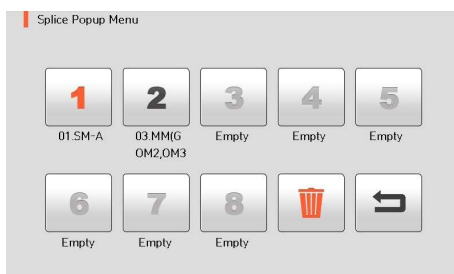 Splice Popup Menu
1 2 3 4 5
01.SM-A 03.MM(G Empty Empty Empty
OM2,OM3
6 7 8
Empty Empty Empty